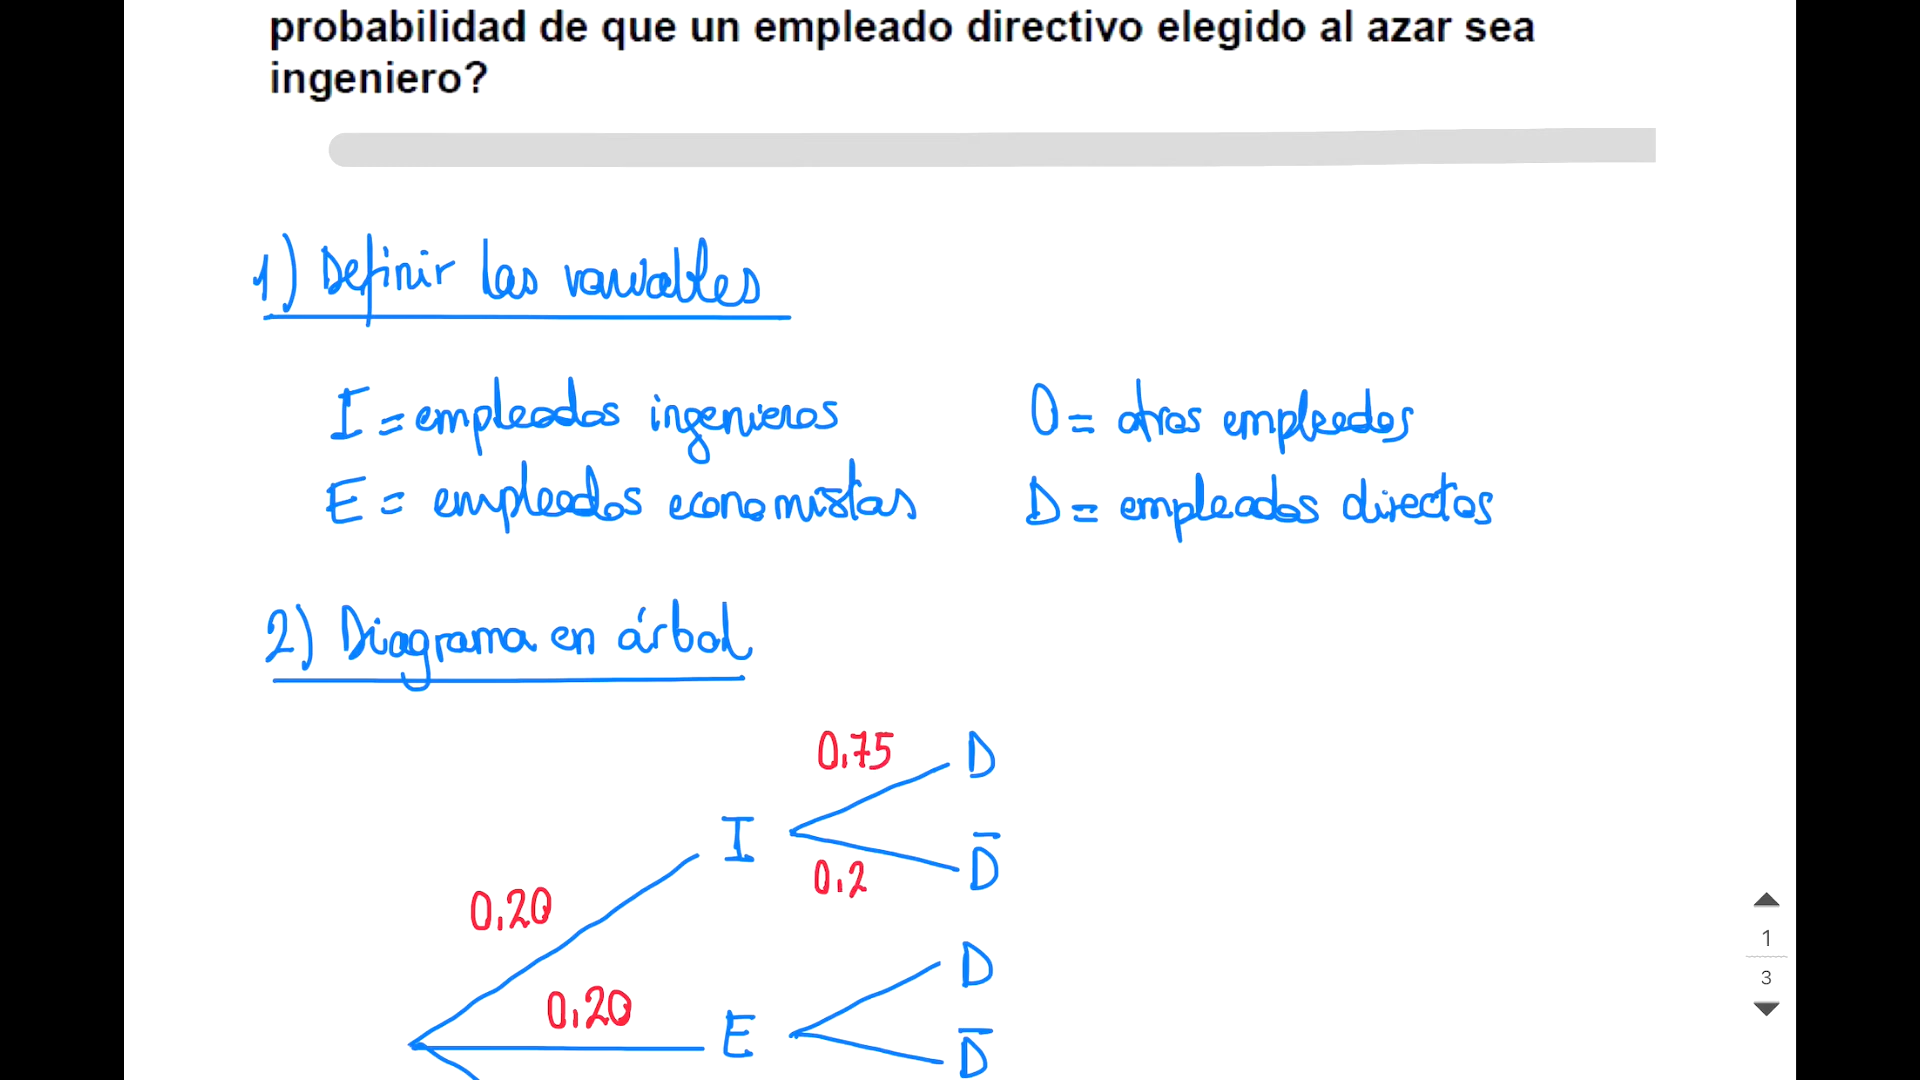 probabilidad de que un empleado directivo elegido al azar sea
ingeniero?
1) Definir las variables
I = empleados ingenieros
O = otros empleados
E = empleados economistas
D = empleados directos
2) Diagrama en árbol
0,75 D
I
0,2 D̅
0,20
D
0,20 E
D̅
1
3